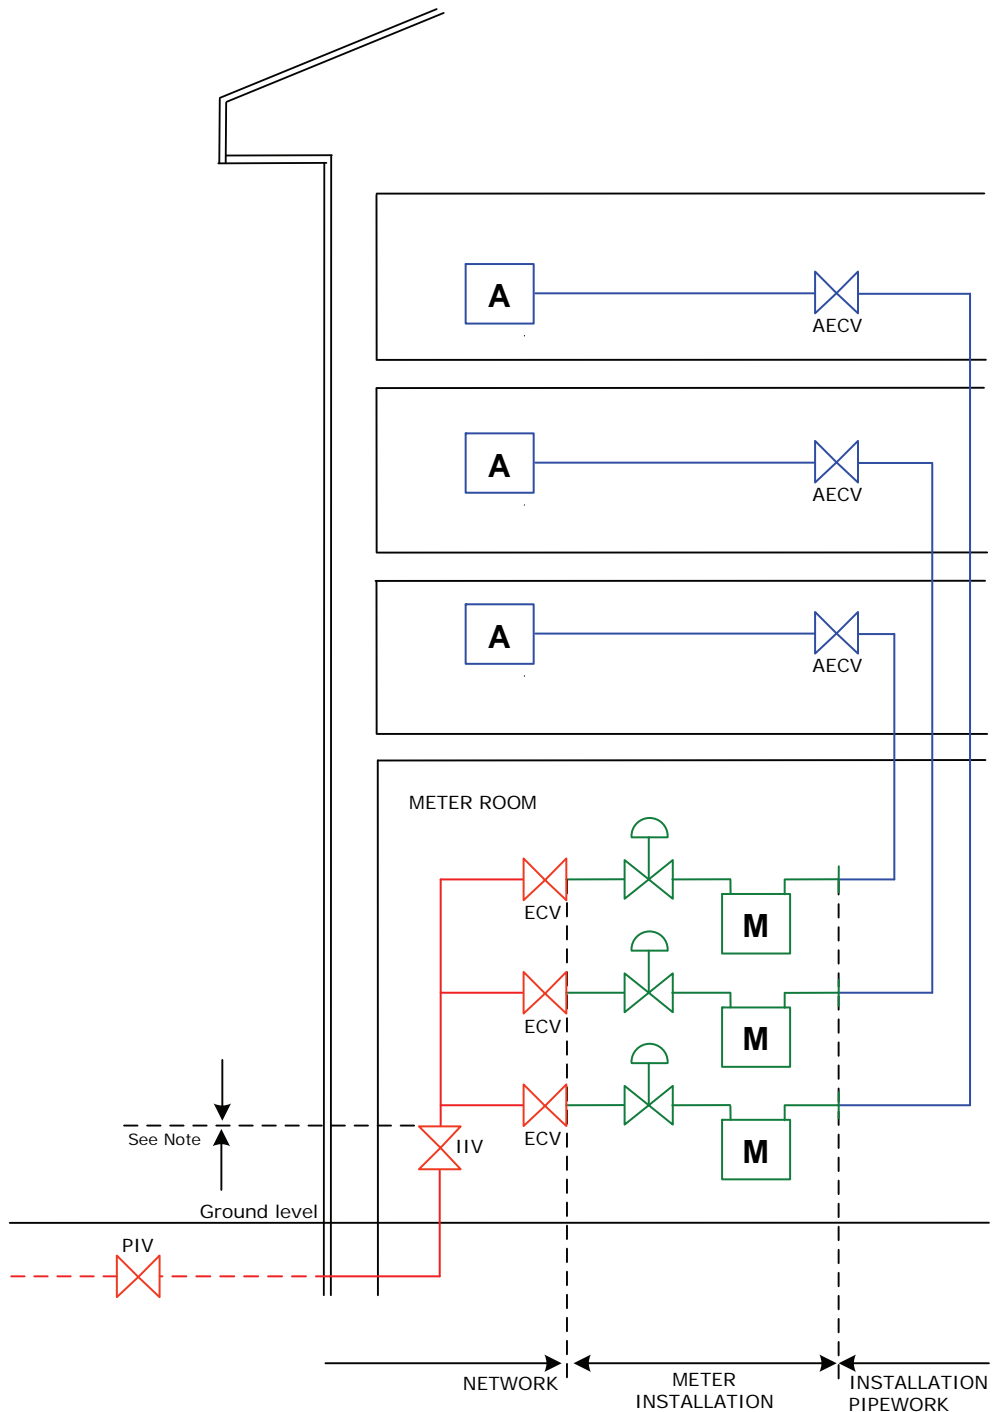 A
AECV
A
AECV
A
AECV
METER ROOM
ECV
M
ECV
M
See Note
ECV
IIV
M
Ground level
PIV
NETWORK
METER
INSTALLATION
INSTALLATION
PIPEWORK